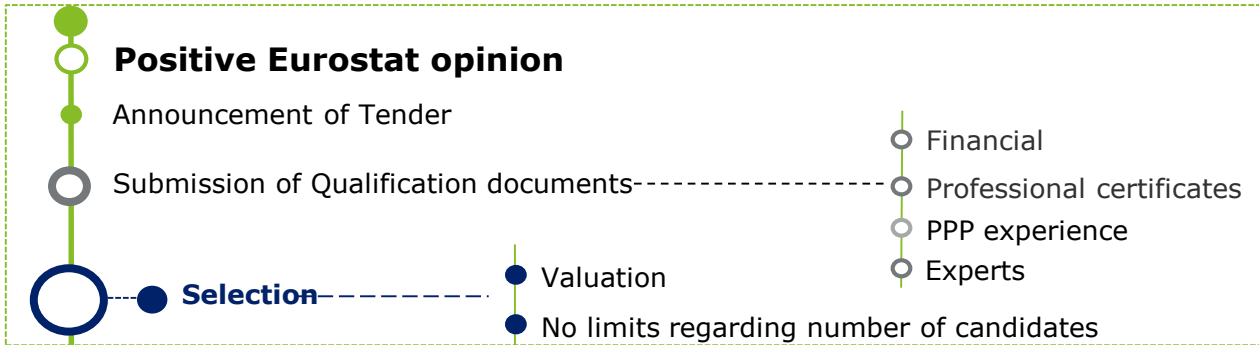 Positive Eurostat opinion
Announcement of Tender
Submission of Qualification documents
Financial
Professional certificates
PPP experience
Experts
Selection
Valuation
No limits regarding number of candidates